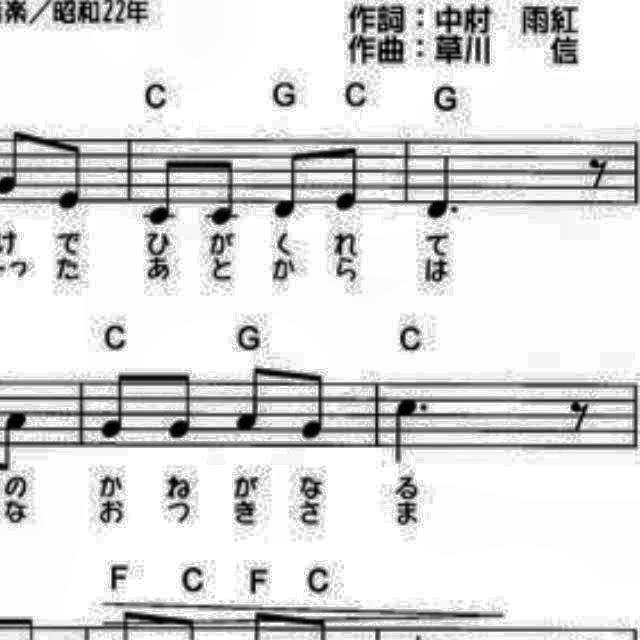 楽／昭和22年
作詞：中村　雨紅
作曲：草川　　信
C G C G
け で ひ が く れ て
っ た あ と か ら は
C G C
の か ね が な る
な お つ き さ ま
F C F C